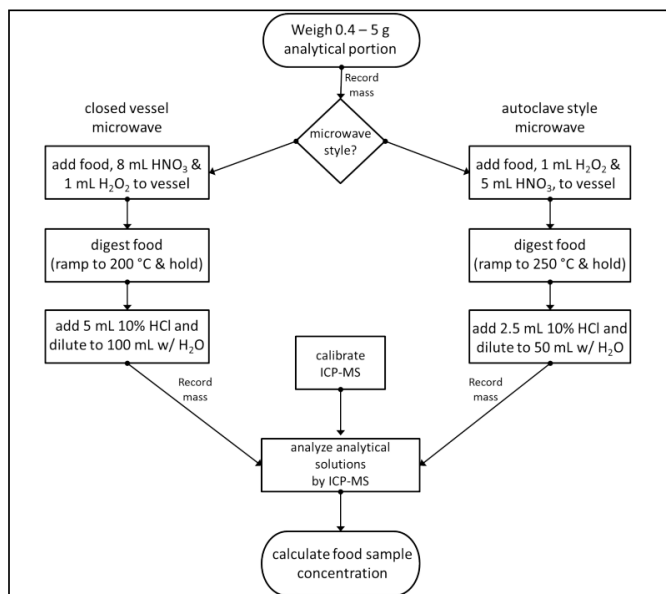 Weigh 0.4 – 5 g
analytical portion
Record
mass
closed vessel
microwave
microwave
style?
autoclave style
microwave
add food, 8 mL HNO₃ &
1 mL H₂O₂ to vessel
add food, 1 mL H₂O₂ &
5 mL HNO₃, to vessel
digest food
(ramp to 200 °C & hold)
digest food
(ramp to 250 °C & hold)
add 5 mL 10% HCl and
dilute to 100 mL w/ H₂O
calibrate
ICP-MS
add 2.5 mL 10% HCl and
dilute to 50 mL w/ H₂O
Record
mass
Record
mass
analyze analytical
solutions
by ICP-MS
calculate food sample
concentration